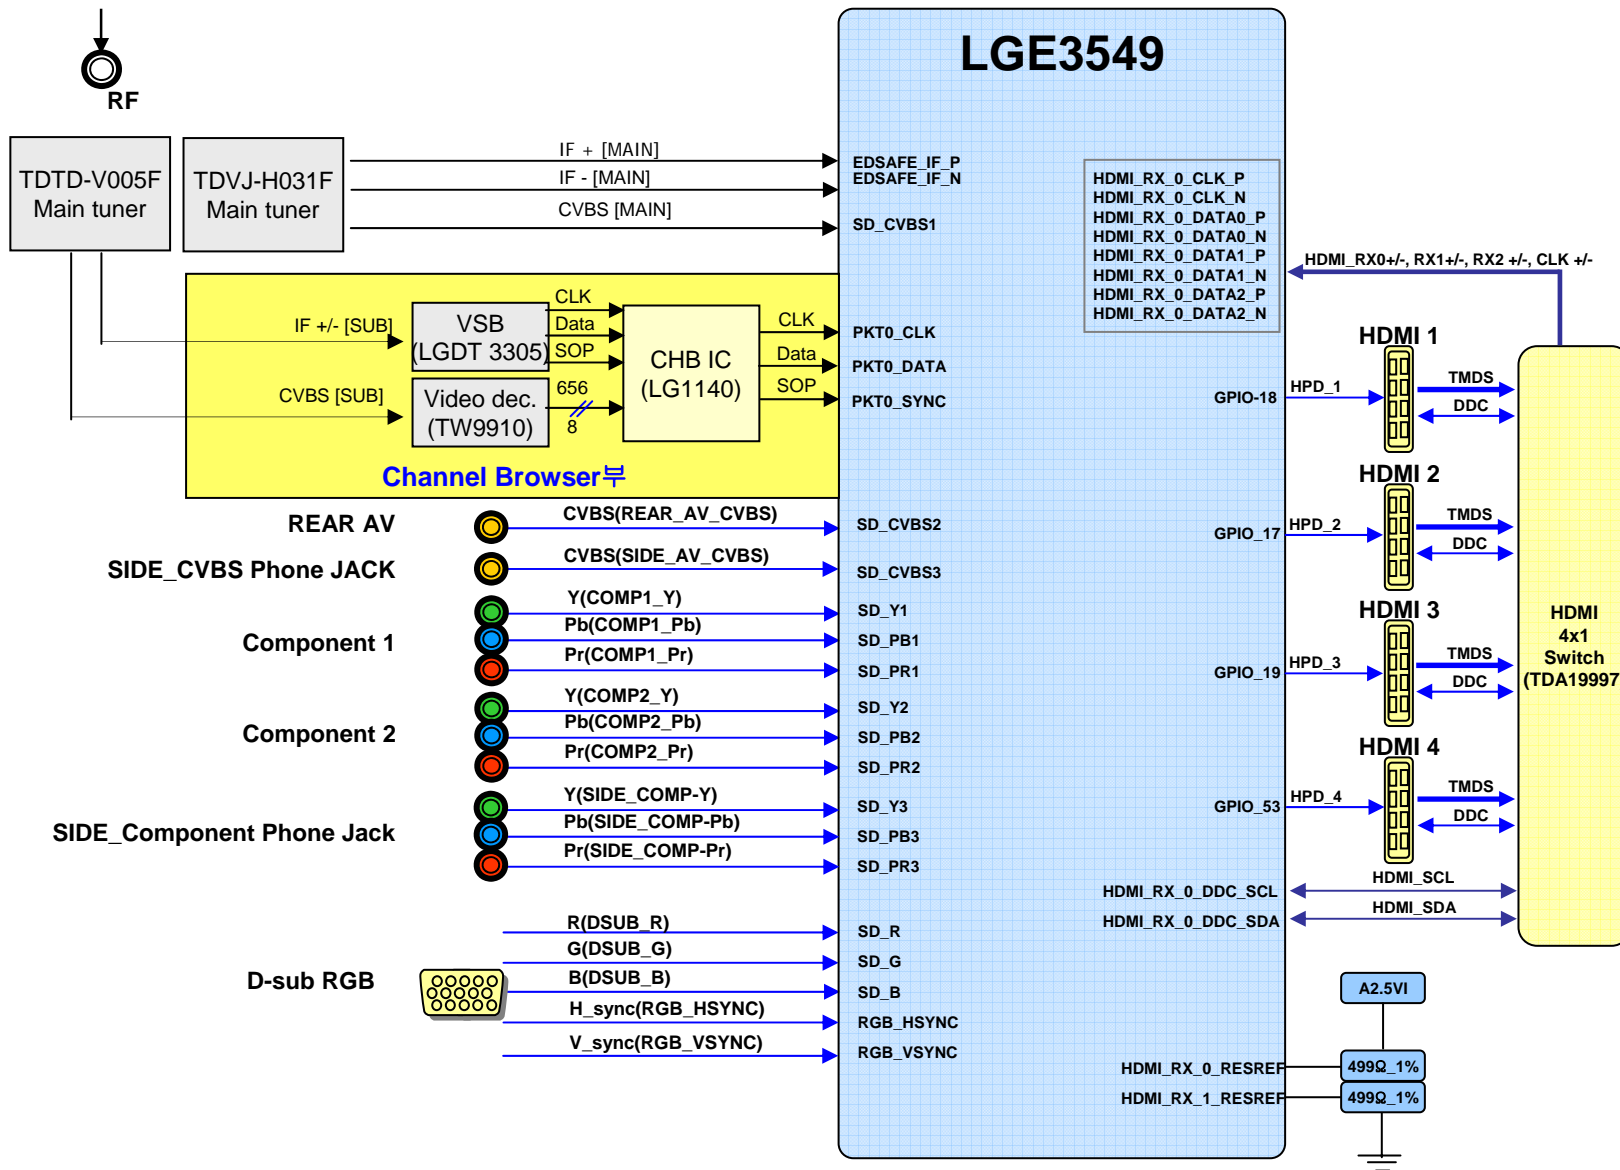 LGE3549
RF
TDTD-V005F
Main tuner
TDVJ-H031F
Main tuner
IF + [MAIN]
IF - [MAIN]
CVBS [MAIN]
EDSAFE_IF_P
EDSAFE_IF_N
SD_CVBS1
HDMI_RX_0_CLK_P
HDMI_RX_0_CLK_N
HDMI_RX_0_DATA0_P
HDMI_RX_0_DATA0_N
HDMI_RX_0_DATA1_P
HDMI_RX_0_DATA1_N
HDMI_RX_0_DATA2_P
HDMI_RX_0_DATA2_N
HDMI_RX0+/-, RX1+/-, RX2 +/-, CLK +/-
IF +/- [SUB]
CVBS [SUB]
VSB
(LGDT 3305)
CLK
Data
SOP
Video dec.
(TW9910)
656
8
CHB IC
(LG1140)
CLK
Data
SOP
PKT0_CLK
PKT0_DATA
PKT0_SYNC
Channel Browser부
REAR AV
CVBS(REAR_AV_CVBS)
SD_CVBS2
SIDE_CVBS Phone JACK
CVBS(SIDE_AV_CVBS)
SD_CVBS3
Component 1
Y(COMP1_Y)
Pb(COMP1_Pb)
Pr(COMP1_Pr)
SD_Y1
SD_PB1
SD_PR1
Component 2
Y(COMP2_Y)
Pb(COMP2_Pb)
Pr(COMP2_Pr)
SD_Y2
SD_PB2
SD_PR2
SIDE_Component Phone Jack
Y(SIDE_COMP-Y)
Pb(SIDE_COMP-Pb)
Pr(SIDE_COMP-Pr)
SD_Y3
SD_PB3
SD_PR3
D-sub RGB
R(DSUB_R)
G(DSUB_G)
B(DSUB_B)
H_sync(RGB_HSYNC)
V_sync(RGB_VSYNC)
SD_R
SD_G
SD_B
RGB_HSYNC
RGB_VSYNC
HDMI 1
GPIO-18
HPD_1
TMDS
DDC
HDMI 2
GPIO_17
HPD_2
TMDS
DDC
HDMI 3
GPIO_19
HPD_3
TMDS
DDC
HDMI 4
GPIO_53
HPD_4
TMDS
DDC
HDMI
4x1
Switch
(TDA19997
HDMI_RX_0_DDC_SCL
HDMI_SCL
HDMI_RX_0_DDC_SDA
HDMI_SDA
A2.5VI
HDMI_RX_0_RESREF
499Ω_1%
HDMI_RX_1_RESREF
499Ω_1%